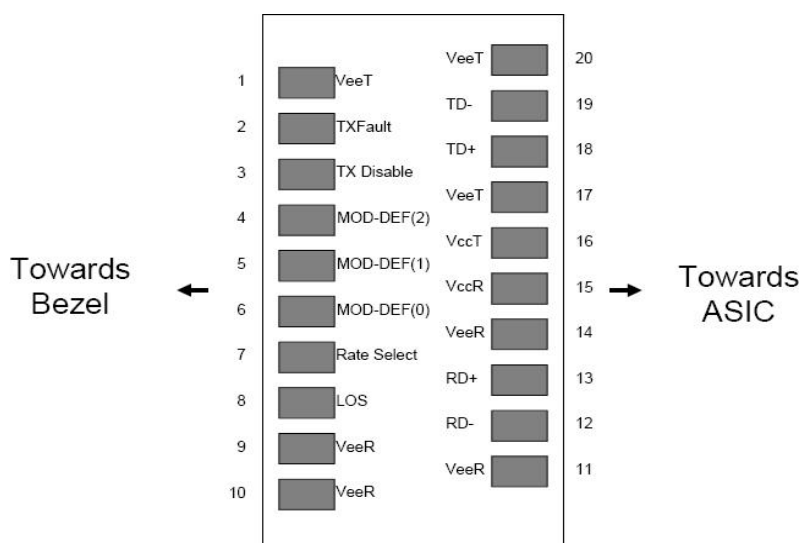 VeeT 20
1 VeeT
TD- 19
2 TXFault
TD+ 18
3 TX Disable
VeeT 17
4 MOD-DEF(2)
VccT 16
5 MOD-DEF(1)
VccR 15
6 MOD-DEF(0)
VeeR 14
7 Rate Select
RD+ 13
8 LOS
RD- 12
9 VeeR
VeeR 11
10 VeeR
Towards
Bezel
Towards
ASIC